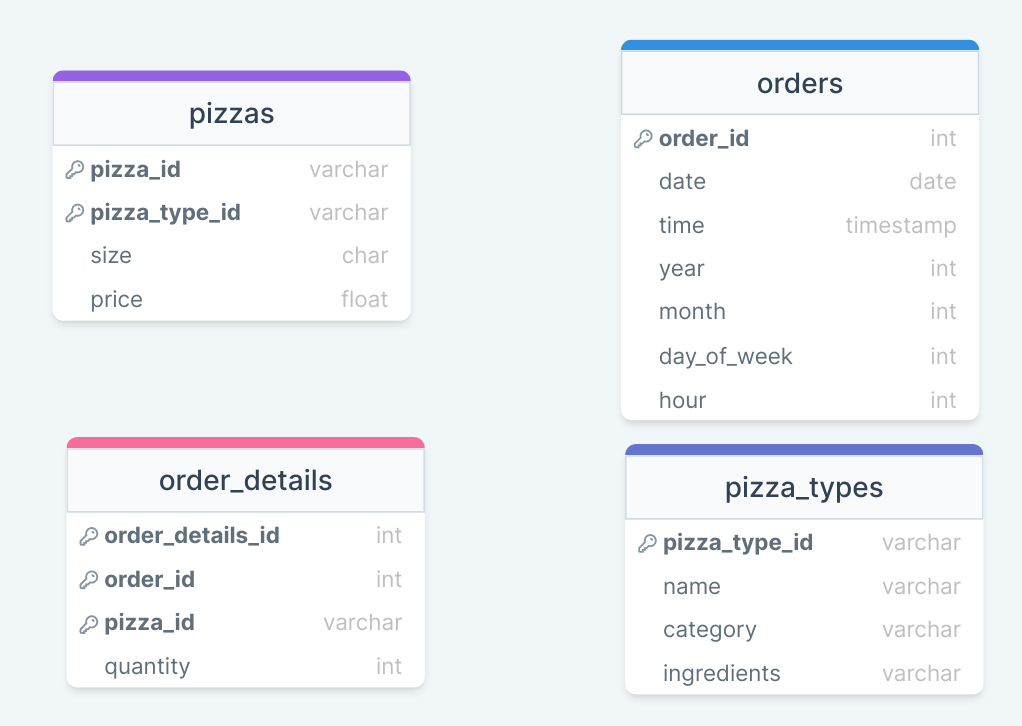 pizzas
pizza_id varchar
pizza_type_id varchar
size char
price float
orders
order_id int
date date
time timestamp
year int
month int
day_of_week int
hour int
order_details
order_details_id int
order_id int
pizza_id varchar
quantity int
pizza_types
pizza_type_id varchar
name varchar
category varchar
ingredients varchar